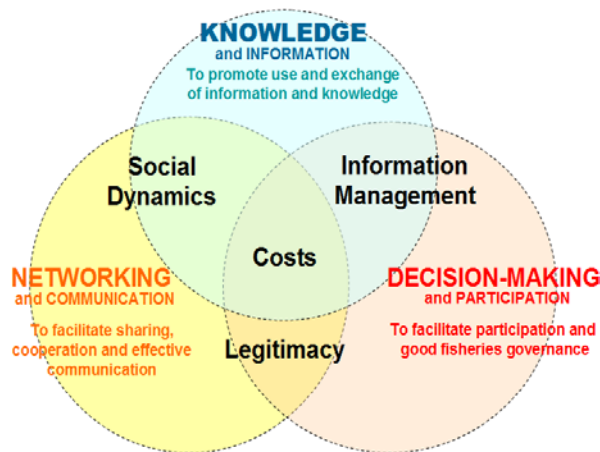 KNOWLEDGE
and INFORMATION
To promote use and exchange
of information and knowledge
Social
Dynamics
Information
Management
Costs
NETWORKING
and COMMUNICATION
To facilitate sharing,
cooperation and effective
communication
DECISION-MAKING
and PARTICIPATION
To facilitate participation and
good fisheries governance
Legitimacy